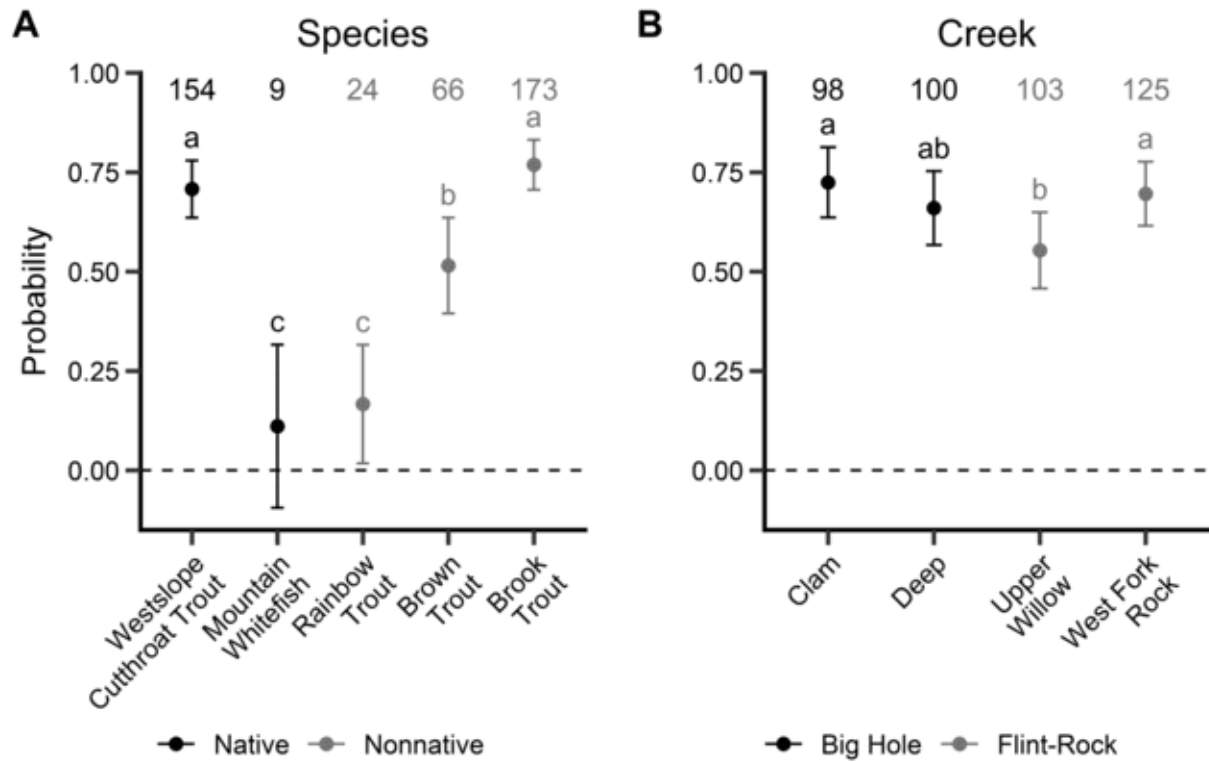 A
Species
1.00
0.75
0.50
0.25
0.00
Probability
154 9 24 66 173
a
c
c
b
a
Westslope
Cutthroat Trout
Mountain
Whitefish
Rainbow
Trout
Brown
Trout
Brook
Trout
Native Nonnative
B
Creek
1.00
0.75
0.50
0.25
0.00
98 100 103 125
a
ab
b
a
Clam
Deep
Upper
Willow
West Fork
Rock
Big Hole Flint-Rock